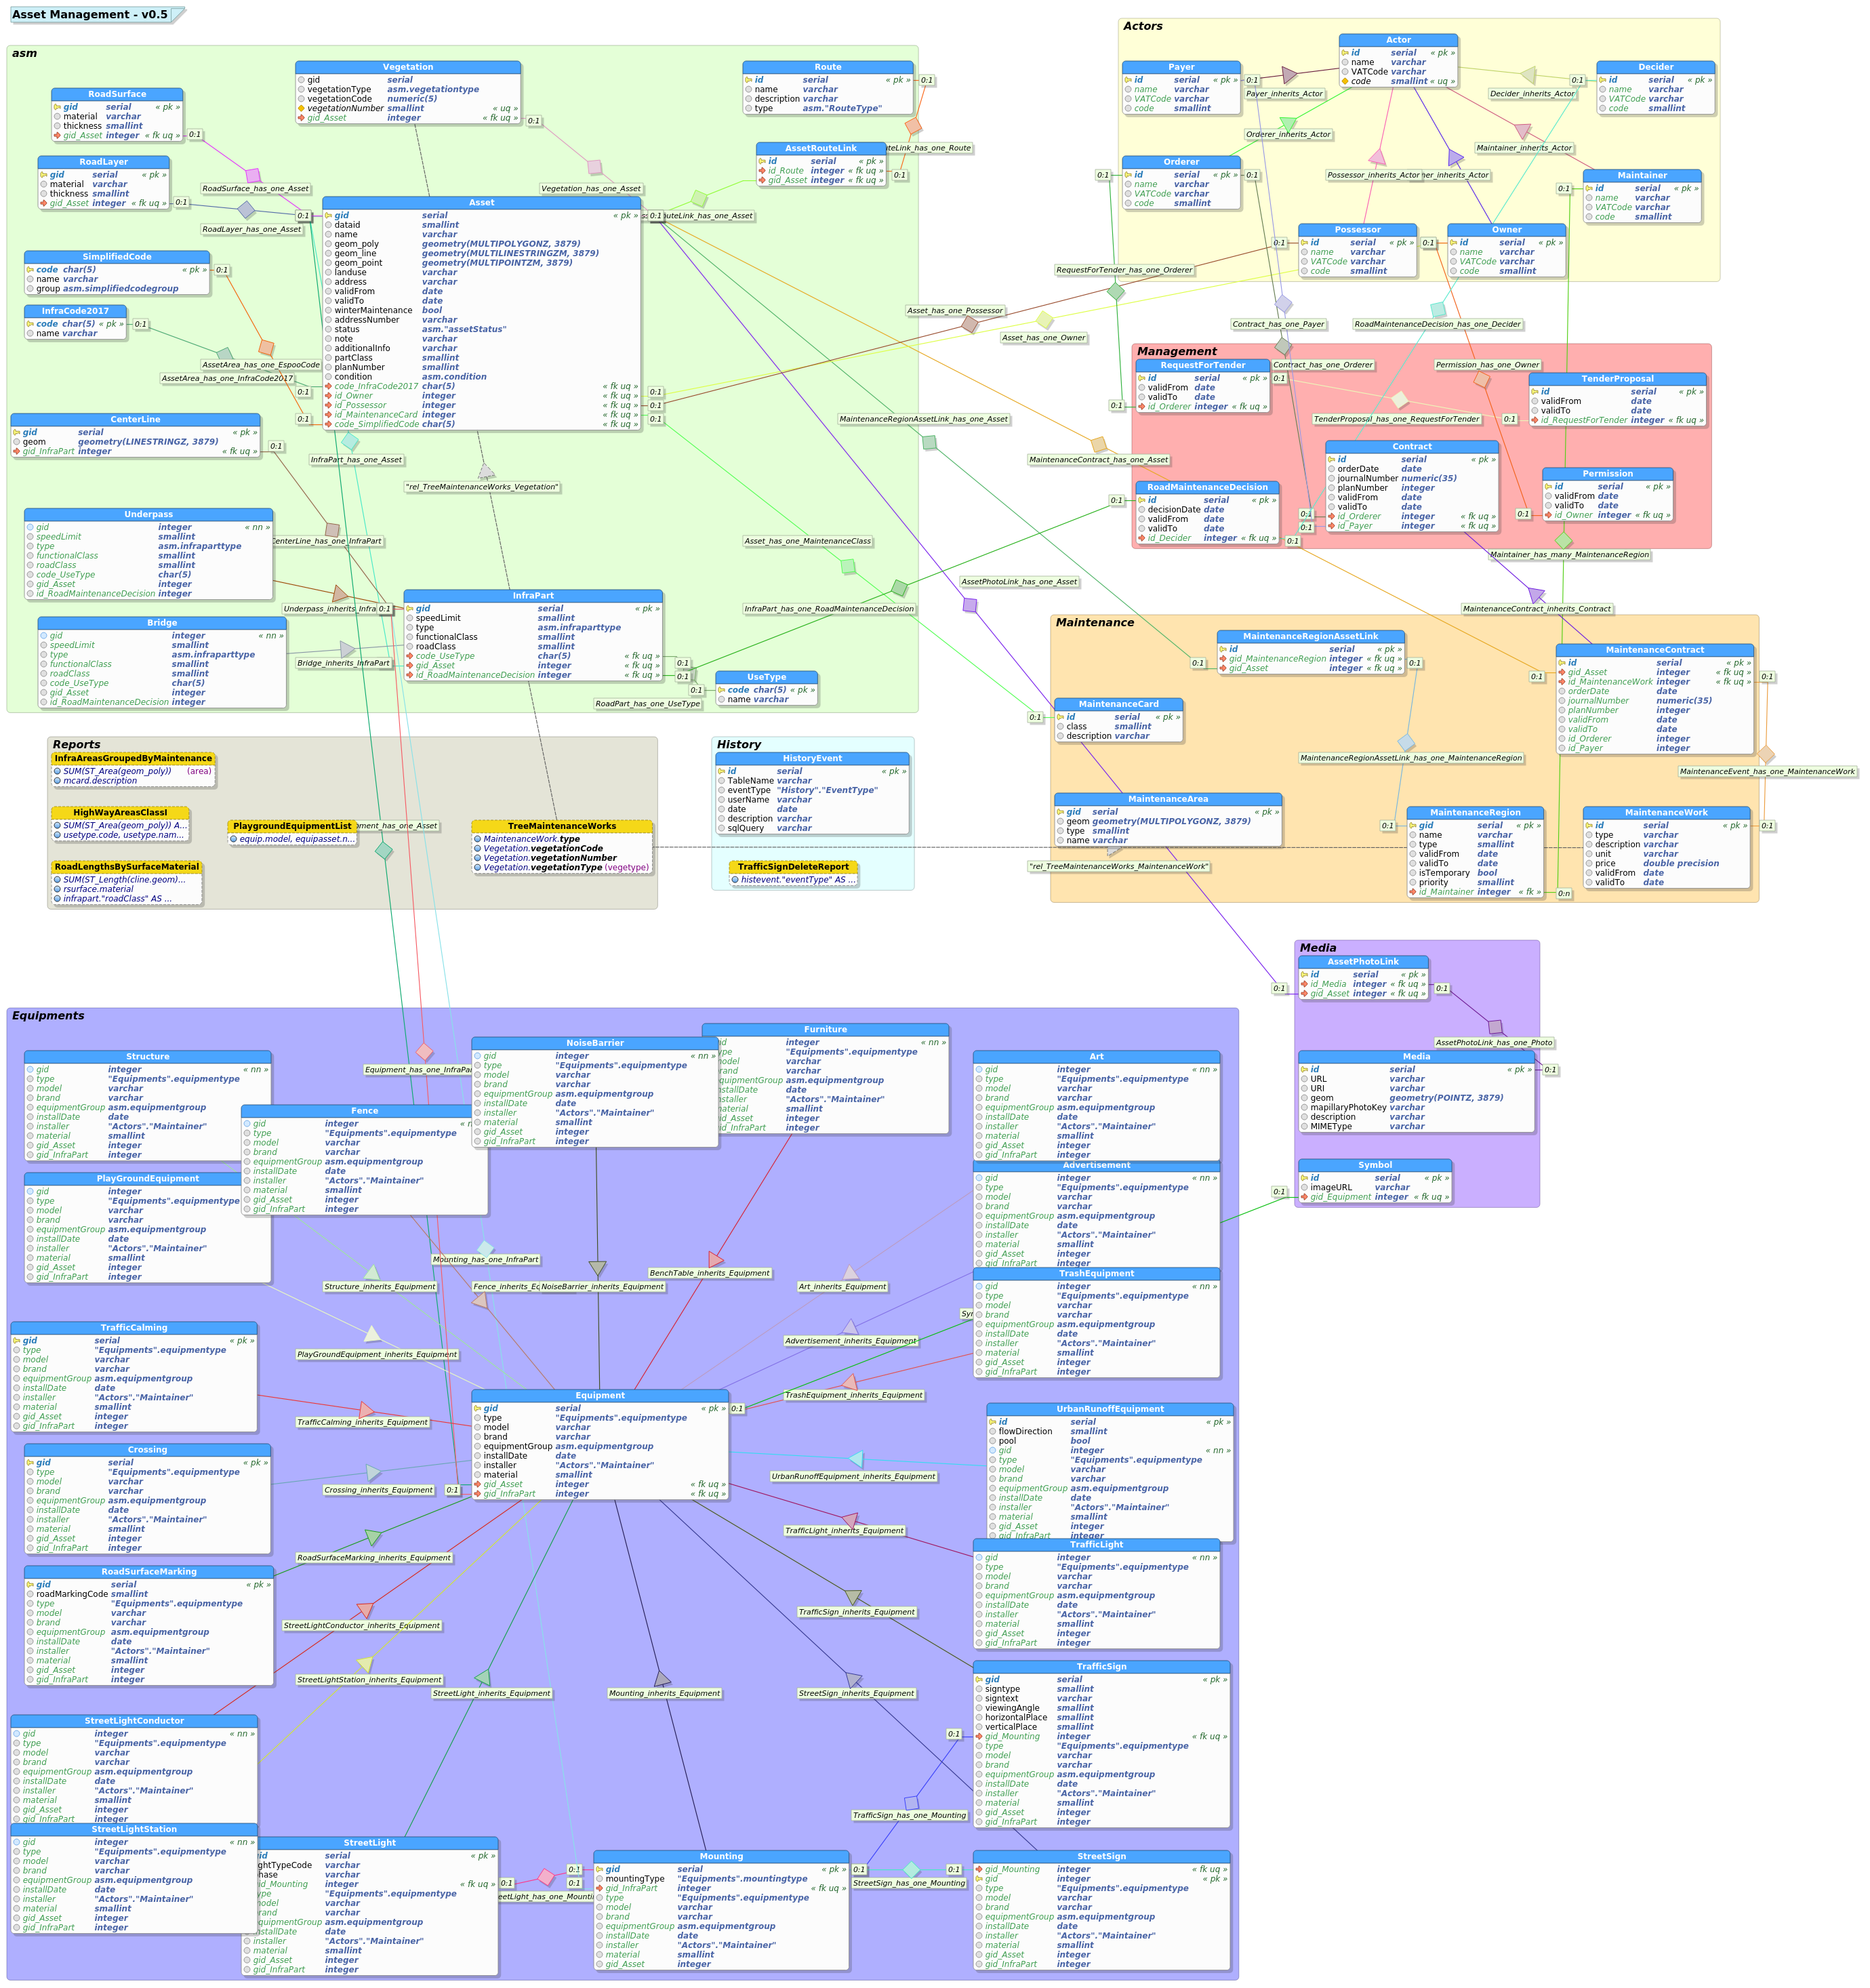 Asset Management - v0.5
asm
Vegetation
gid serial
vegetationType asm.vegetationtype
vegetationCode numeric(5)
vegetationNumber smallint « uq »
gid_Asset integer « fk uq »
RoadSurface
gid serial « pk »
material varchar
thickness smallint
gid_Asset integer « fk uq »
RoadLayer
gid serial « pk »
material varchar
thickness smallint
gid_Asset integer « fk uq »
Route
id serial « pk »
name varchar
description varchar
type asm."RouteType"
AssetRouteLink
id serial « pk »
id_Route integer « fk uq »
gid_Asset integer « fk uq »
RoadSurface_has_one_Asset
RoadLayer_has_one_Asset
Vegetation_has_one_Asset
SimplifiedCode
code char(5) « pk »
name varchar
group asm.simplifiedcodegroup
InfraCode2017
code char(5) « pk »
name varchar
AssetArea_has_one_EspooCode
AssetArea_has_one_InfraCode2017
Asset
gid serial « pk »
dataid smallint
name varchar
geom_poly geometry(MULTIPOLYGONZ, 3879)
geom_line geometry(MULTILINESTRINGZM, 3879)
geom_point geometry(MULTIPOINTZM, 3879)
landuse varchar
address varchar
validFrom date
validTo date
winterMaintenance bool
addressNumber varchar
status asm."assetStatus"
note varchar
additionalInfo varchar
partClass smallint
planNumber smallint
condition asm.condition
code_InfraCode2017 char(5) « fk uq »
id_Owner integer « fk uq »
id_Possessor integer « fk uq »
id_MaintenanceCard integer « fk uq »
code_SimplifiedCode char(5) « fk uq »
CenterLine
gid serial « pk »
geom geometry(LINESTRINGZ, 3879)
gid_InfraPart integer « fk uq »
InfraPart_has_one_Asset
"rel_TreeMaintenanceWorks_Vegetation"
Underpass
gid integer « nn »
speedLimit smallint
type asm.infraparttype
functionalClass smallint
roadClass smallint
code_UseType char(5)
gid_Asset integer
id_RoadMaintenanceDecision integer
Bridge
gid integer « nn »
speedLimit smallint
type asm.infraparttype
functionalClass smallint
roadClass smallint
code_UseType char(5)
gid_Asset integer
id_RoadMaintenanceDecision integer
Bridge_inherits_InfraPart
InfraPart
gid serial « pk »
speedLimit smallint
type asm.infraparttype
functionalClass smallint
roadClass smallint
code_UseType char(5) « fk uq »
gid_Asset integer « fk uq »
id_RoadMaintenanceDecision integer « fk uq »
UseType
code char(5) « pk »
name varchar
RoadPart_has_one_UseType
Asset_has_one_MaintenanceClass
InfraPart_has_one_RoadMaintenanceDecision
MaintenanceRegionAssetLink_has_one_Asset
AssetPhotoLink_has_one_Asset
MaintenanceContract_has_one_Asset
Asset_has_one_Possessor
Asset_has_one_Owner
RequestForTender_has_one_Orderer
Actors
Actor
id serial « pk »
name varchar
VATCode varchar
code smallint « uq »
Payer
id serial « pk »
name varchar
VATCode varchar
code smallint
Decider
id serial « pk »
name varchar
VATCode varchar
code smallint
Payer_inherits_Actor
Decider_inherits_Actor
Orderer_inherits_Actor
Maintainer_inherits_Actor
Possessor_inherits_Actor
Orderer
id serial « pk »
name varchar
VATCode varchar
code smallint
Maintainer
id serial « pk »
name varchar
VATCode varchar
code smallint
Possessor
id serial « pk »
name varchar
VATCode varchar
code smallint
Owner
id serial « pk »
name varchar
VATCode varchar
code smallint
Contract_has_one_Payer
RoadMaintenanceDecision_has_one_Decider
Management
RequestForTender
id serial « pk »
validFrom date
validTo date
id_Orderer integer « fk uq »
Contract_has_one_Orderer
Permission_has_one_Owner
TenderProposal
id serial « pk »
validFrom date
validTo date
id_RequestForTender integer « fk uq »
TenderProposal_has_one_RequestForTender
Contract
id serial « pk »
orderDate date
journalNumber numeric(35)
planNumber integer
validFrom date
validTo date
id_Orderer integer « fk uq »
id_Payer integer « fk uq »
Permission
id serial « pk »
validFrom date
validTo date
id_Owner integer « fk uq »
RoadMaintenanceDecision
id serial « pk »
decisionDate date
validFrom date
validTo date
id_Decider integer « fk uq »
Maintainer_has_many_MaintenanceRegion
MaintenanceContract_inherits_Contract
Maintenance
MaintenanceRegionAssetLink
id serial « pk »
gid_MaintenanceRegion integer « fk uq »
gid_Asset integer « fk uq »
MaintenanceContract
id serial « pk »
gid_Asset integer « fk uq »
id_MaintenanceWork integer « fk uq »
orderDate date
journalNumber numeric(35)
planNumber integer
validFrom date
validTo date
id_Orderer integer
id_Payer integer
MaintenanceCard
id serial « pk »
class smallint
description varchar
MaintenanceRegionAssetLink_has_one_MaintenanceRegion
MaintenanceEvent_has_one_MaintenanceWork
MaintenanceArea
gid serial « pk »
geom geometry(MULTIPOLYGONZ, 3879)
type smallint
name varchar
"rel_TreeMaintenanceWorks_MaintenanceWork"
MaintenanceRegion
gid serial « pk »
name varchar
type smallint
validFrom date
validTo date
isTemporary bool
priority smallint
id_Maintainer integer « fk »
0:n
MaintenanceWork
id serial « pk »
type varchar
description varchar
unit varchar
price double precision
validFrom date
validTo date
Reports
InfraAreasGroupedByMaintenance
SUM(ST_Area(geom_poly)) (area)
mcard.description
HighWayAreasClassI
SUM(ST_Area(geom_poly)) A...
usetype.code, usetype.nam...
PlaygroundEquipmentList
equip.model, equipasset.n...
RoadLengthsBySurfaceMaterial
SUM(ST_Length(cline.geom)...
rsurface.material
infrapart."roadClass" AS ...
TreeMaintenanceWorks
MaintenanceWork.type
Vegetation.vegetationCode
Vegetation.vegetationNumber
Vegetation.vegetationType (vegetype)
History
HistoryEvent
id serial « pk »
TableName varchar
eventType "History"."EventType"
userName varchar
date date
description varchar
sqlQuery varchar
TrafficSignDeleteReport
histevent."eventType" AS ...
Media
AssetPhotoLink
id serial « pk »
id_Media integer « fk uq »
gid_Asset integer « fk uq »
AssetPhotoLink_has_one_Photo
Media
id serial « pk »
URL varchar
URI varchar
geom geometry(POINTZ, 3879)
mapillaryPhotoKey varchar
description varchar
MIMEType varchar
Symbol
id serial « pk »
imageURL varchar
gid_Equipment integer « fk uq »
Equipments
Structure
gid integer « nn »
type "Equipments".equipmentype
model varchar
brand varchar
equipmentGroup asm.equipmentgroup
installDate date
installer "Actors"."Maintainer"
material smallint
gid_Asset integer
gid_InfraPart integer
Fence
gid integer
type "Equipments".equipmentype
model varchar
brand varchar
equipmentGroup asm.equipmentgroup
installDate date
installer "Actors"."Maintainer"
material smallint
gid_Asset integer
gid_InfraPart integer
NoiseBarrier
gid integer « nn »
type "Equipments".equipmentype
model varchar
brand varchar
equipmentGroup asm.equipmentgroup
installDate date
installer "Actors"."Maintainer"
material smallint
gid_Asset integer
gid_InfraPart integer
Furniture
integer « nn »
"Equipments".equipmentype
varchar
varchar
asm.equipmentgroup
date
"Actors"."Maintainer"
smallint
integer
integer
Art
gid integer « nn »
type "Equipments".equipmentype
model varchar
brand varchar
equipmentGroup asm.equipmentgroup
installDate date
installer "Actors"."Maintainer"
material smallint
gid_Asset integer
gid_InfraPart integer
Advertisement
gid integer « nn »
type "Equipments".equipmentype
model varchar
brand varchar
equipmentGroup asm.equipmentgroup
installDate date
installer "Actors"."Maintainer"
material smallint
gid_Asset integer
gid_InfraPart integer
TrashEquipment
gid integer « nn »
type "Equipments".equipmentype
model varchar
brand varchar
equipmentGroup asm.equipmentgroup
installDate date
installer "Actors"."Maintainer"
material smallint
gid_Asset integer
gid_InfraPart integer
PlayGroundEquipment
gid integer
type "Equipments".equipmentype
model varchar
brand varchar
equipmentGroup asm.equipmentgroup
installDate date
installer "Actors"."Maintainer"
material smallint
gid_Asset integer
gid_InfraPart integer
Mounting_has_one_InfraPart
Structure_inherits_Equipment
NoiseBarrier_inherits_Equipment
BenchTable_inherits_Equipment
Art_inherits_Equipment
Advertisement_inherits_Equipment
PlayGroundEquipment_inherits_Equipment
TrashEquipment_inherits_Equipment
TrafficCalming
gid serial « pk »
type "Equipments".equipmentype
model varchar
brand varchar
equipmentGroup asm.equipmentgroup
installDate date
installer "Actors"."Maintainer"
material smallint
gid_Asset integer
gid_InfraPart integer
TrafficCalming_inherits_Equipment
Equipment
gid serial « pk »
type "Equipments".equipmentype
model varchar
brand varchar
equipmentGroup asm.equipmentgroup
installDate date
installer "Actors"."Maintainer"
material smallint
gid_Asset integer « fk uq »
gid_InfraPart integer « fk uq »
UrbanRunoffEquipment
id serial « pk »
flowDirection smallint
pool bool
gid integer « nn »
type "Equipments".equipmentype
model varchar
brand varchar
equipmentGroup asm.equipmentgroup
installDate date
installer "Actors"."Maintainer"
material smallint
gid_Asset integer
gid_InfraPart integer
UrbanRunoffEquipment_inherits_Equipment
Crossing
gid serial « pk »
type "Equipments".equipmentype
model varchar
brand varchar
equipmentGroup asm.equipmentgroup
installDate date
installer "Actors"."Maintainer"
material smallint
gid_Asset integer
gid_InfraPart integer
Crossing_inherits_Equipment
TrafficLight_inherits_Equipment
TrafficLight
gid integer « nn »
type "Equipments".equipmentype
model varchar
brand varchar
equipmentGroup asm.equipmentgroup
installDate date
installer "Actors"."Maintainer"
material smallint
gid_Asset integer
gid_InfraPart integer
RoadSurfaceMarking_inherits_Equipment
RoadSurfaceMarking
gid serial « pk »
roadMarkingCode smallint
type "Equipments".equipmentype
model varchar
brand varchar
equipmentGroup asm.equipmentgroup
installDate date
installer "Actors"."Maintainer"
material smallint
gid_Asset integer
gid_InfraPart integer
TrafficSign_inherits_Equipment
StreetLightConductor_inherits_Equipment
StreetLightStation_inherits_Equipment
StreetLight_inherits_Equipment
Mounting_inherits_Equipment
StreetSign_inherits_Equipment
TrafficSign
gid serial « pk »
signtype smallint
signtext varchar
viewingAngle smallint
horizontalPlace smallint
verticalPlace smallint
gid_Mounting integer « fk uq »
type "Equipments".equipmentype
model varchar
brand varchar
equipmentGroup asm.equipmentgroup
installDate date
installer "Actors"."Maintainer"
material smallint
gid_Asset integer
gid_InfraPart integer
StreetLightConductor
gid integer « nn »
type "Equipments".equipmentype
model varchar
brand varchar
equipmentGroup asm.equipmentgroup
installDate date
installer "Actors"."Maintainer"
material smallint
gid_Asset integer
gid_InfraPart integer
StreetLightStation
gid integer « nn »
type "Equipments".equipmentype
model varchar
brand varchar
equipmentGroup asm.equipmentgroup
installDate date
installer "Actors"."Maintainer"
material smallint
gid_Asset integer
gid_InfraPart integer
StreetLight
serial « pk »
varchar
varchar
integer « fk uq »
"Equipments".equipmentype
varchar
varchar
asm.equipmentgroup
date
installer "Actors"."Maintainer"
material smallint
gid_Asset integer
gid_InfraPart integer
TrafficSign_has_one_Mounting
StreetSign_has_one_Mounting
Mounting
gid serial « pk »
mountingType "Equipments".mountingtype
gid_InfraPart integer « fk uq »
type "Equipments".equipmentype
model varchar
brand varchar
equipmentGroup asm.equipmentgroup
installDate date
installer "Actors"."Maintainer"
material smallint
gid_Asset integer
StreetSign
gid_Mounting integer « fk uq »
gid integer « pk »
type "Equipments".equipmentype
model varchar
brand varchar
equipmentGroup asm.equipmentgroup
installDate date
installer "Actors"."Maintainer"
material smallint
gid_Asset integer
gid_InfraPart integer